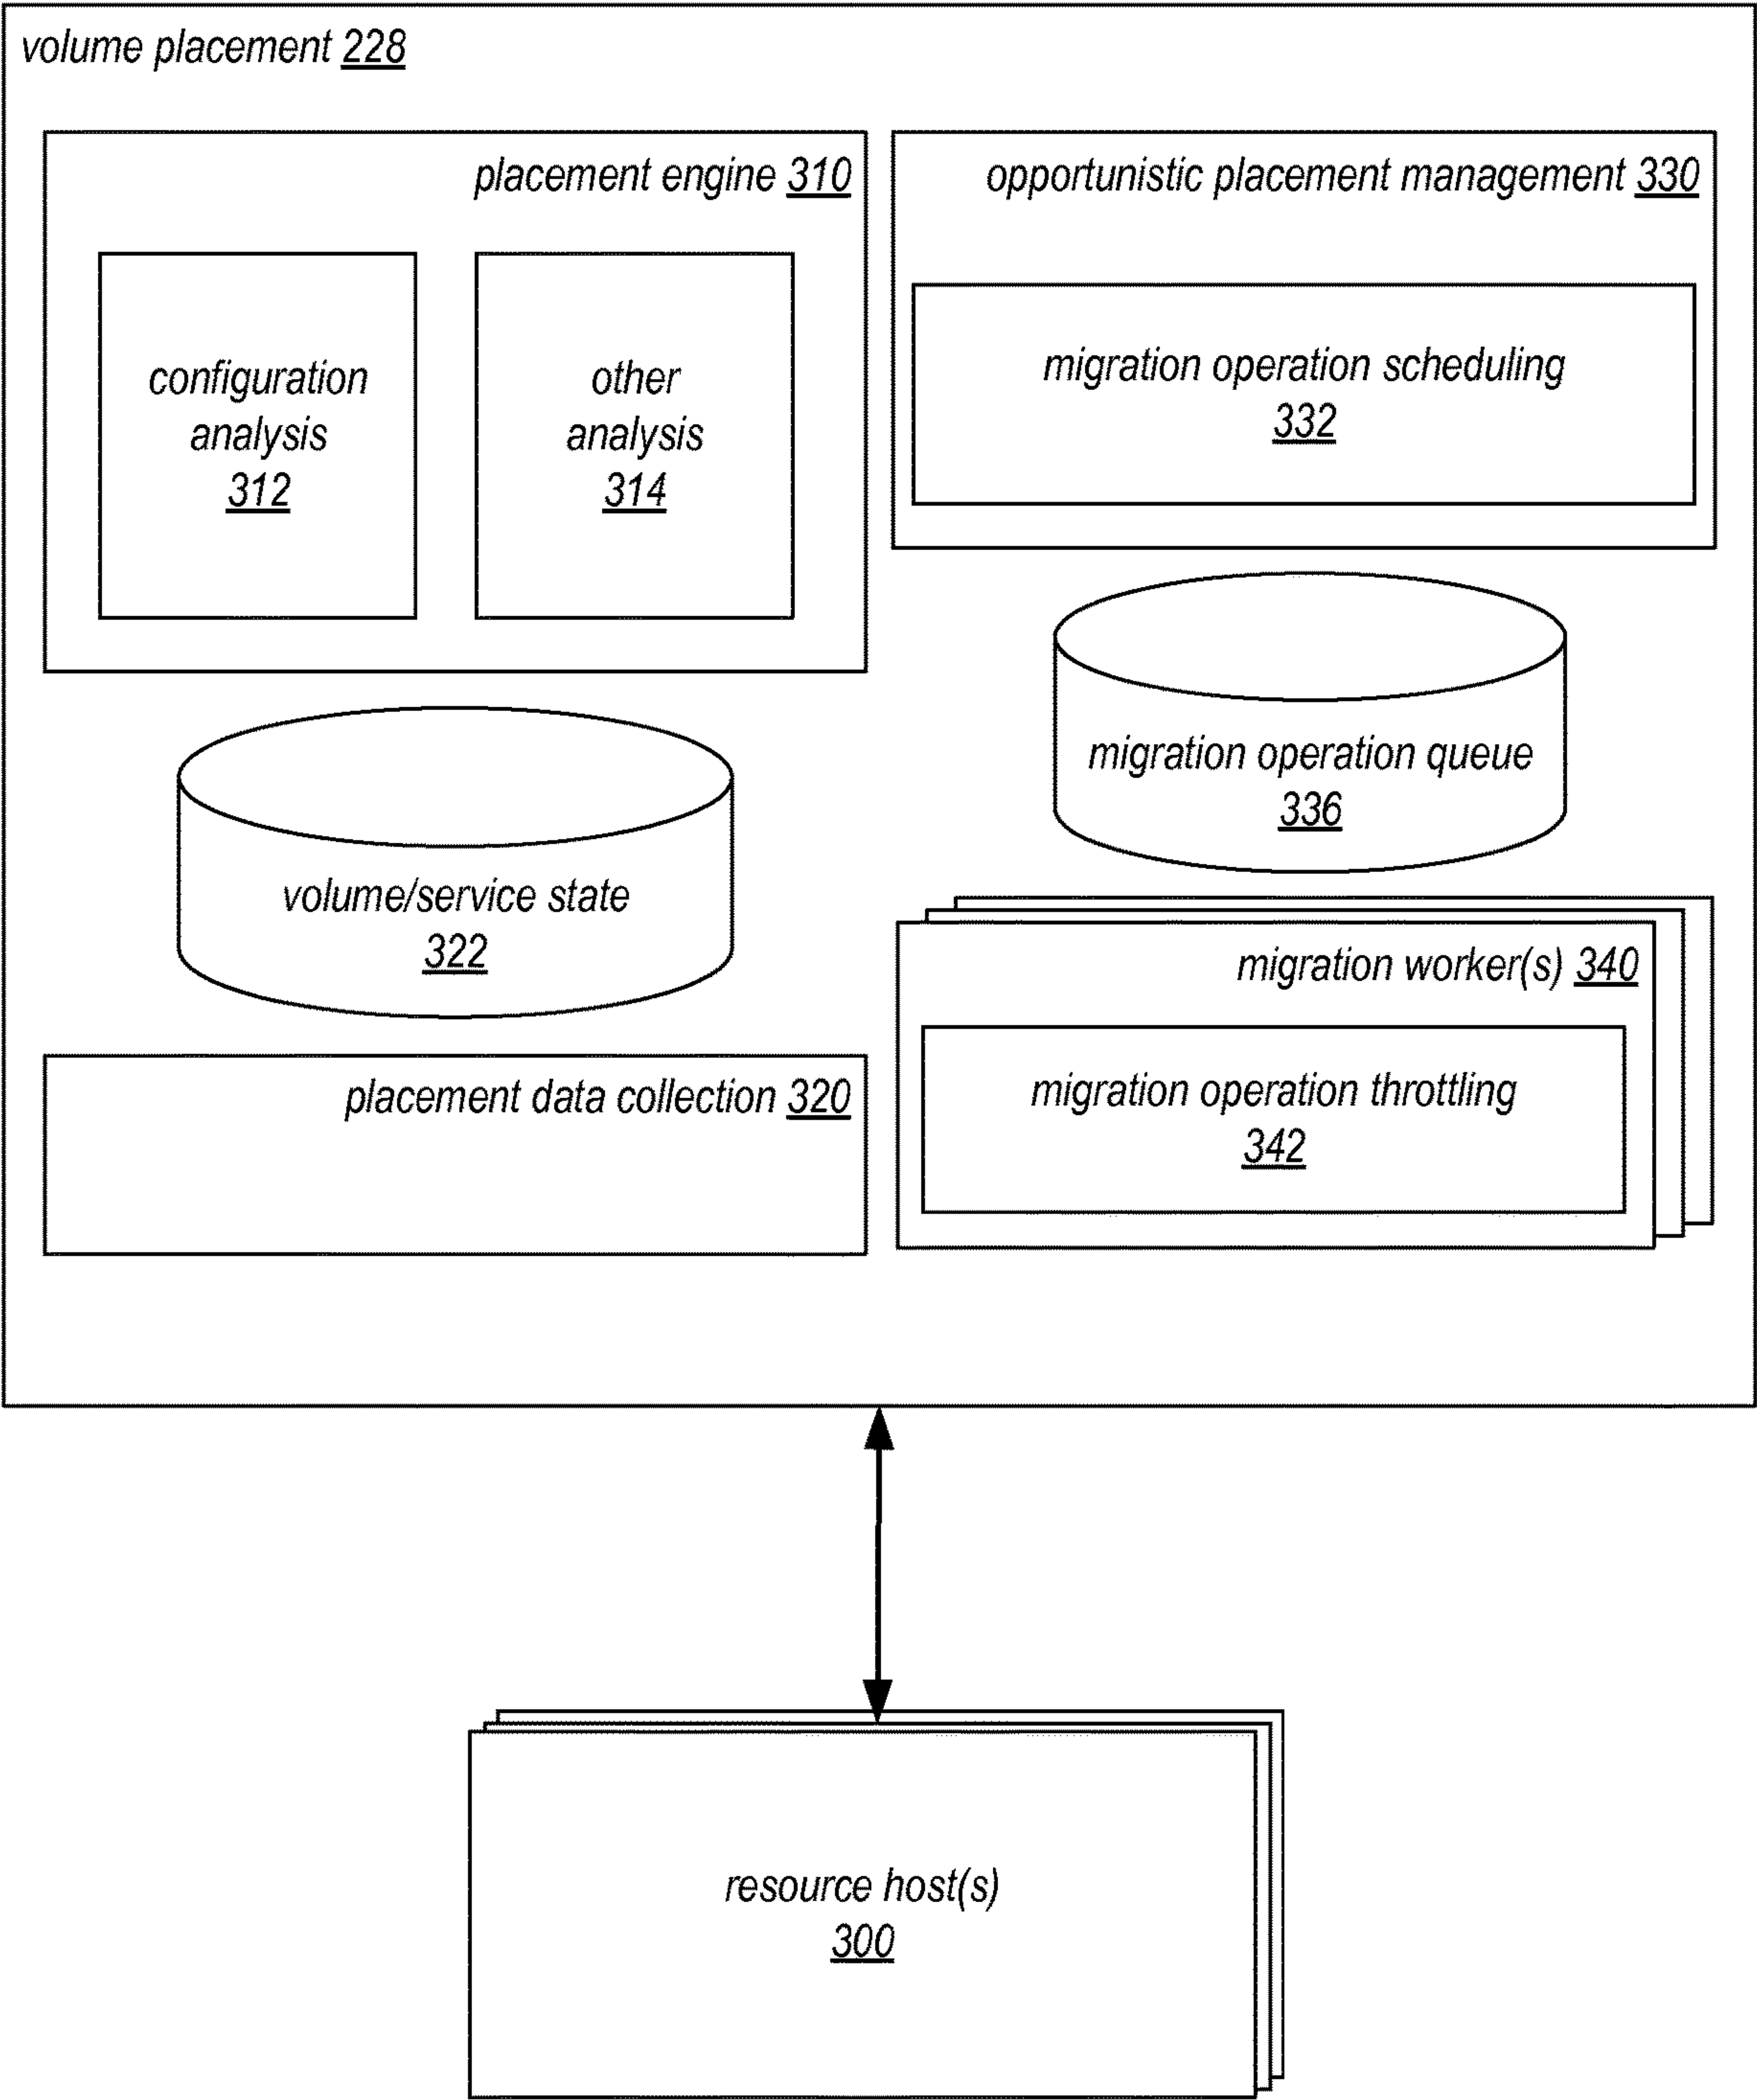 volume placement 228
placement engine 310
configuration
analysis
312
other
analysis
314
opportunistic placement management 330
migration operation scheduling
332
volume/service state
322
migration operation queue
336
placement data collection 320
migration worker(s) 340
migration operation throttling
342
resource host(s)
300